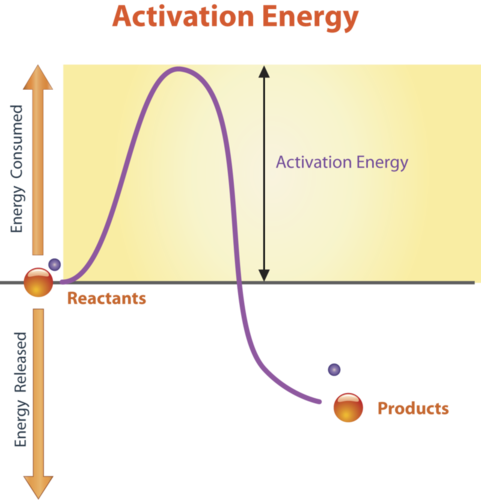 Activation Energy
Energy Consumed
Activation Energy
Reactants
Energy Released
Products